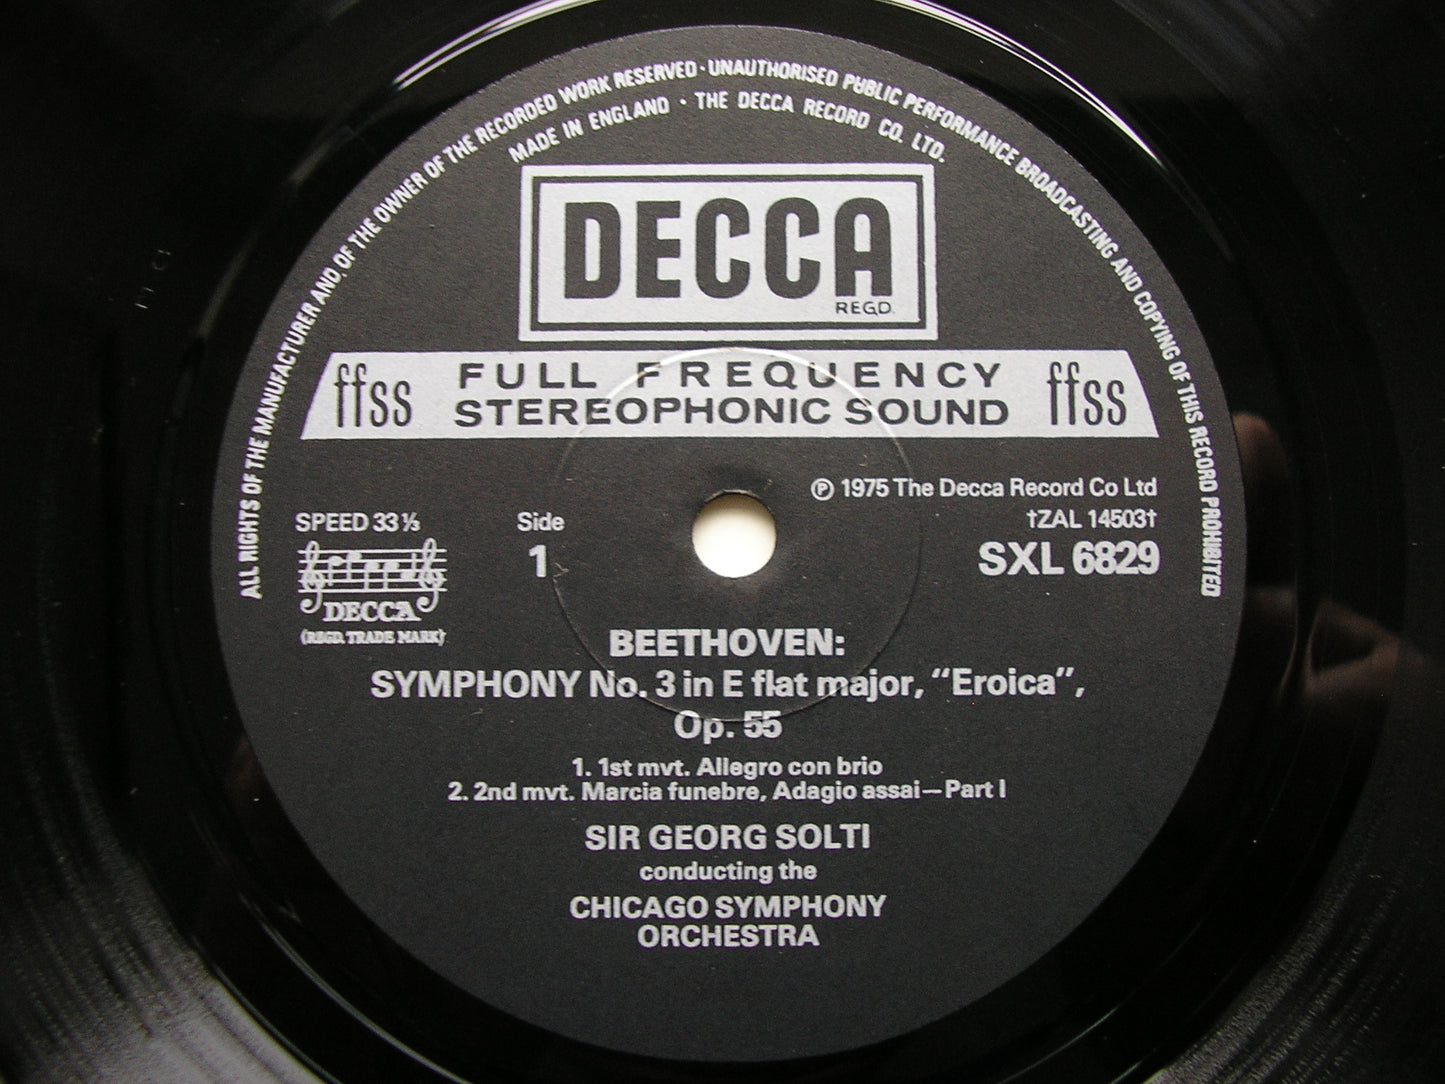 ALL RIGHTS OF THE MANUFACTURER AND OF THE OWNER OF THE RECORDED WORK RESERVED · UNAUTHORISED PUBLIC PERFORMANCE BROADCASTING AND COPYING OF THIS RECORD PROHIBITED
MADE IN ENGLAND · THE DECCA RECORD CO. LTD.
DECCA
REGD.
ffss FULL FREQUENCY STEREOPHONIC SOUND ffss
℗ 1975 The Decca Record Co Ltd
SPEED 33⅓
Side
†ZAL 14503†
1
SXL 6829
DECCA
(REGD. TRADE MARK)
BEETHOVEN:
SYMPHONY No. 3 in E flat major, “Eroica”,
Op. 55
1. 1st mvt. Allegro con brio
2. 2nd mvt. Marcia funebre, Adagio assai—Part I
SIR GEORG SOLTI
conducting the
CHICAGO SYMPHONY
ORCHESTRA